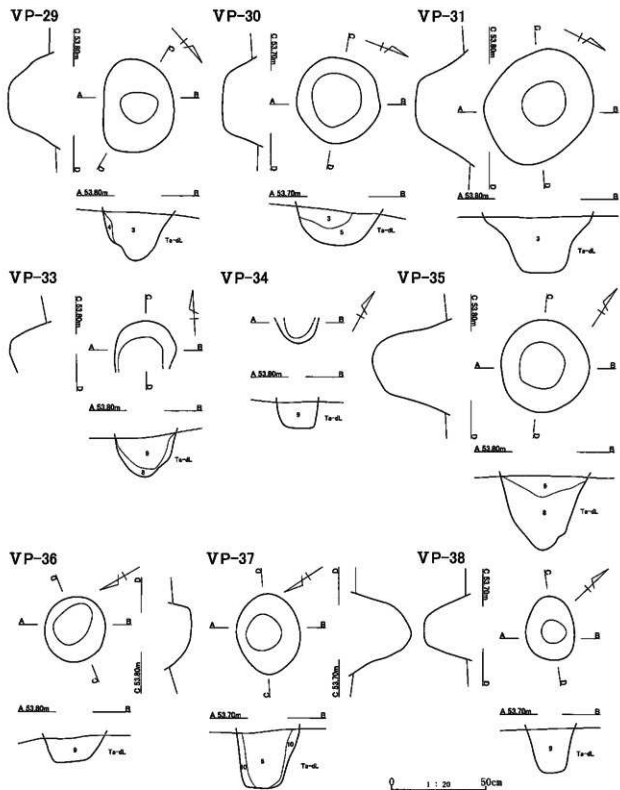 VP-29
C 53.80m
D
C
D
A
B
A 53.80m
B
4
3
Ta-dL
VP-30
C 53.70m
D
C
D
A
B
A 53.70m
B
3
5
Ta-dL
VP-31
C 53.80m
D
C
D
A
B
A 53.80m
B
3
Ta-dL
VP-33
C 53.80m
D
C
D
A
B
A 53.80m
B
9
8
Ta-dL
VP-34
A
B
A 53.80m
B
9
Ta-dL
VP-35
C 53.80m
D
C
D
A
B
A 53.80m
B
9
8
Ta-dL
VP-36
D
C 53.80m
A
B
A 53.80m
B
9
Ta-dL
VP-37
D
C 53.70m
D
C
A
B
A 53.70m
B
10
5
10
Ta-dL
VP-38
C 53.70m
D
C
D
A
B
A 53.70m
B
9
Ta-dL
0 1 : 20 50cm